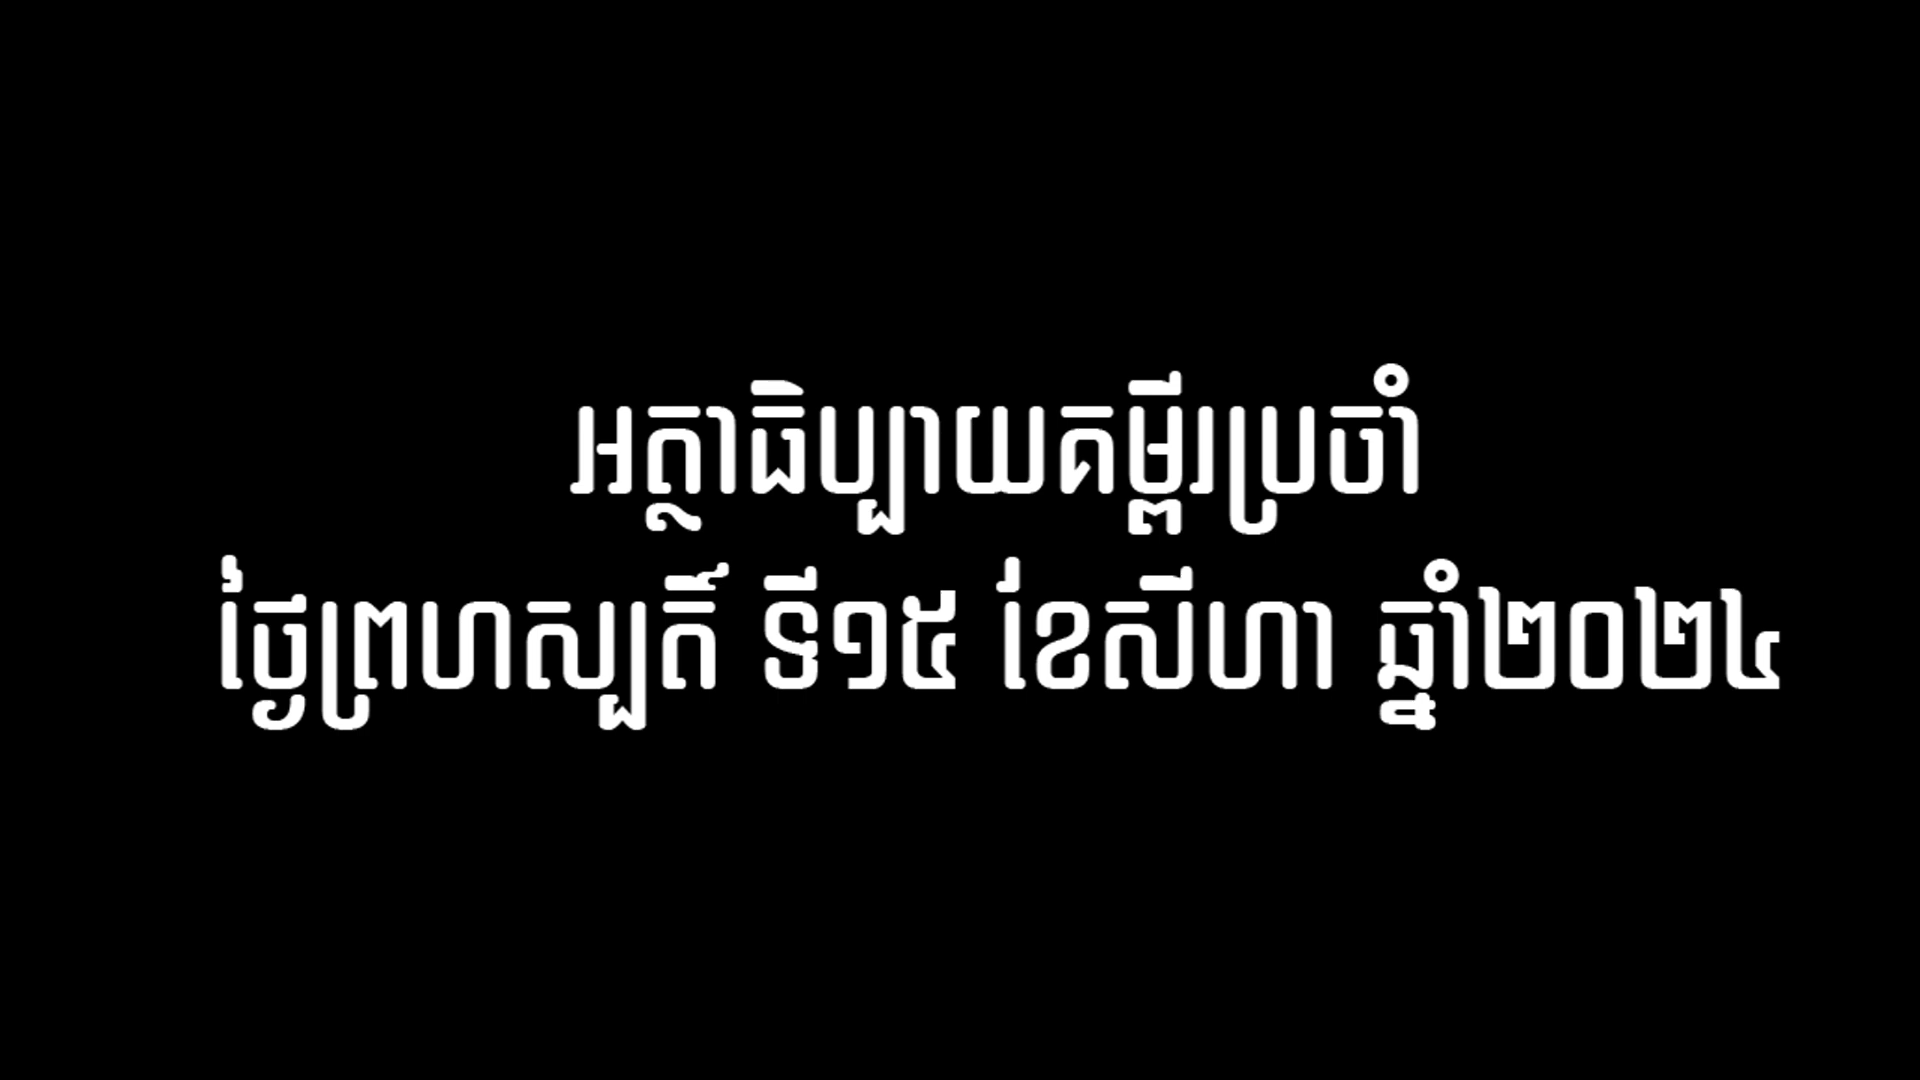 អត្ថាធិប្បាយគម្ពីរប្រចាំ
ថ្ងៃព្រហស្បតិ៍ ទី១៥ ខែសីហា ឆ្នាំ២០២៤